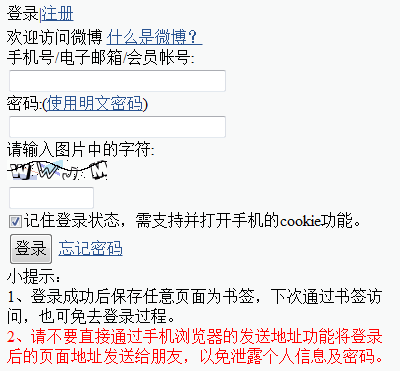 登录|注册
欢迎访问微博 什么是微博？
手机号/电子邮箱/会员帐号:
密码:(使用明文密码)
请输入图片中的字符:
记住登录状态，需支持并打开手机的cookie功能。
登录 忘记密码
小提示：
1、登录成功后保存任意页面为书签，下次通过书签访
问，也可免去登录过程。
2、请不要直接通过手机浏览器的发送地址功能将登录
后的页面地址发送给朋友，以免泄露个人信息及密码。